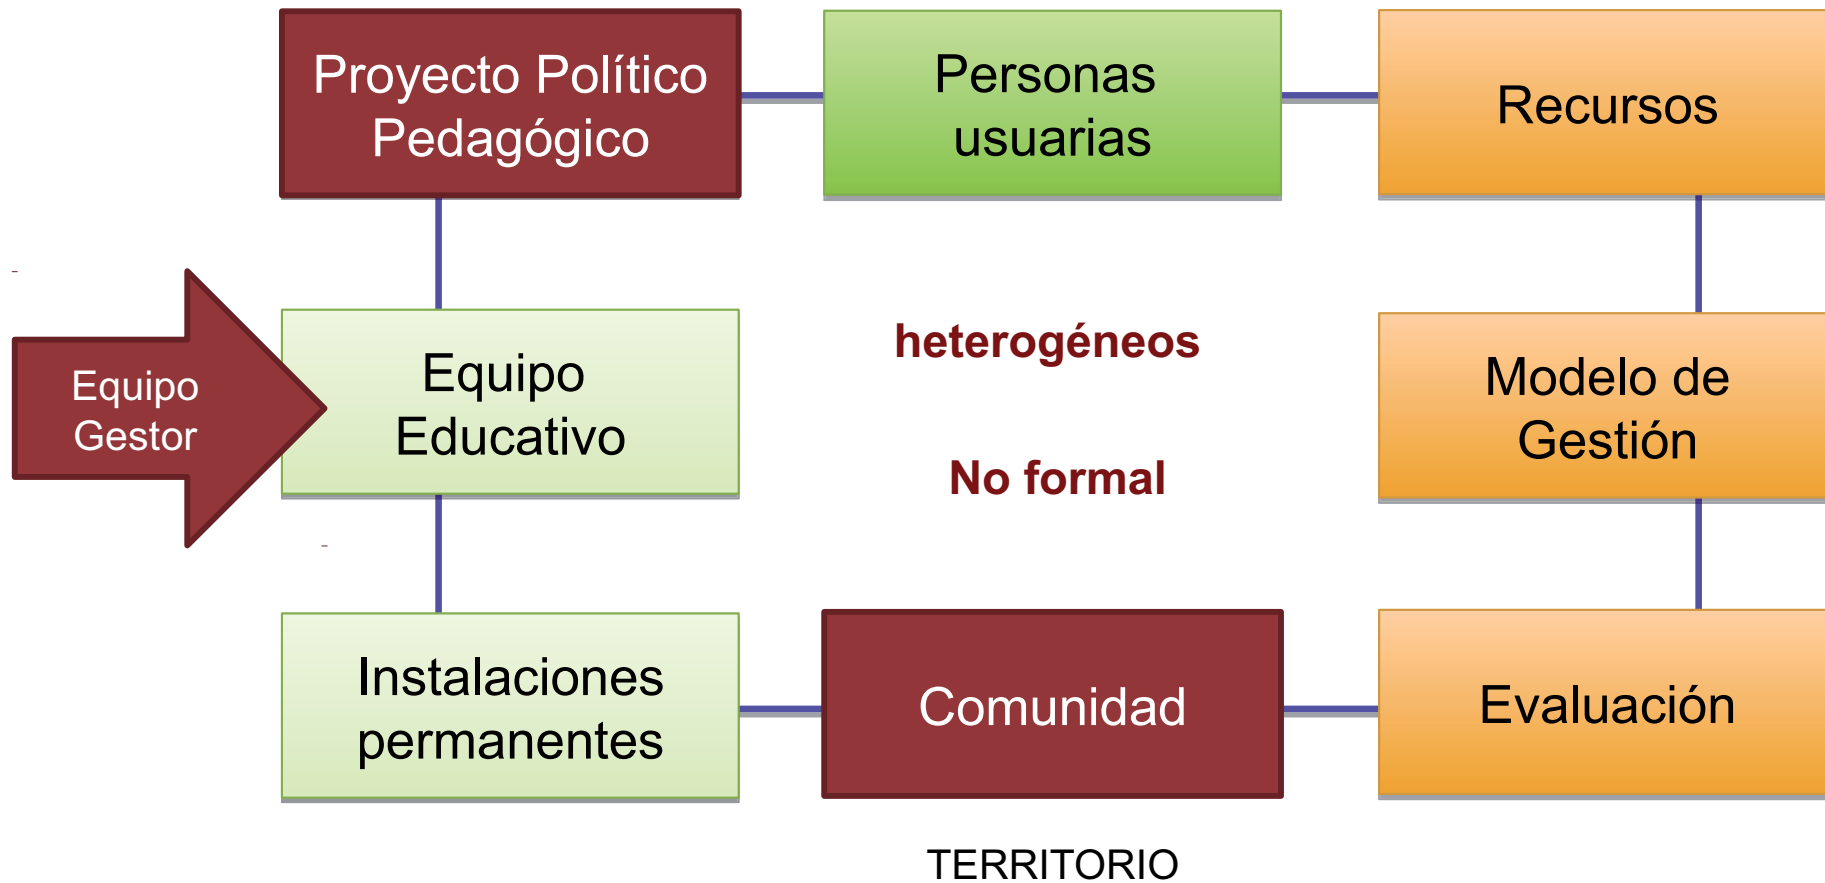 Proyecto Político
Pedagógico
Personas
usuarias
Recursos
Equipo
Gestor
Equipo
Educativo
heterogéneos
No formal
Modelo de
Gestión
Instalaciones
permanentes
Comunidad
Evaluación
TERRITORIO